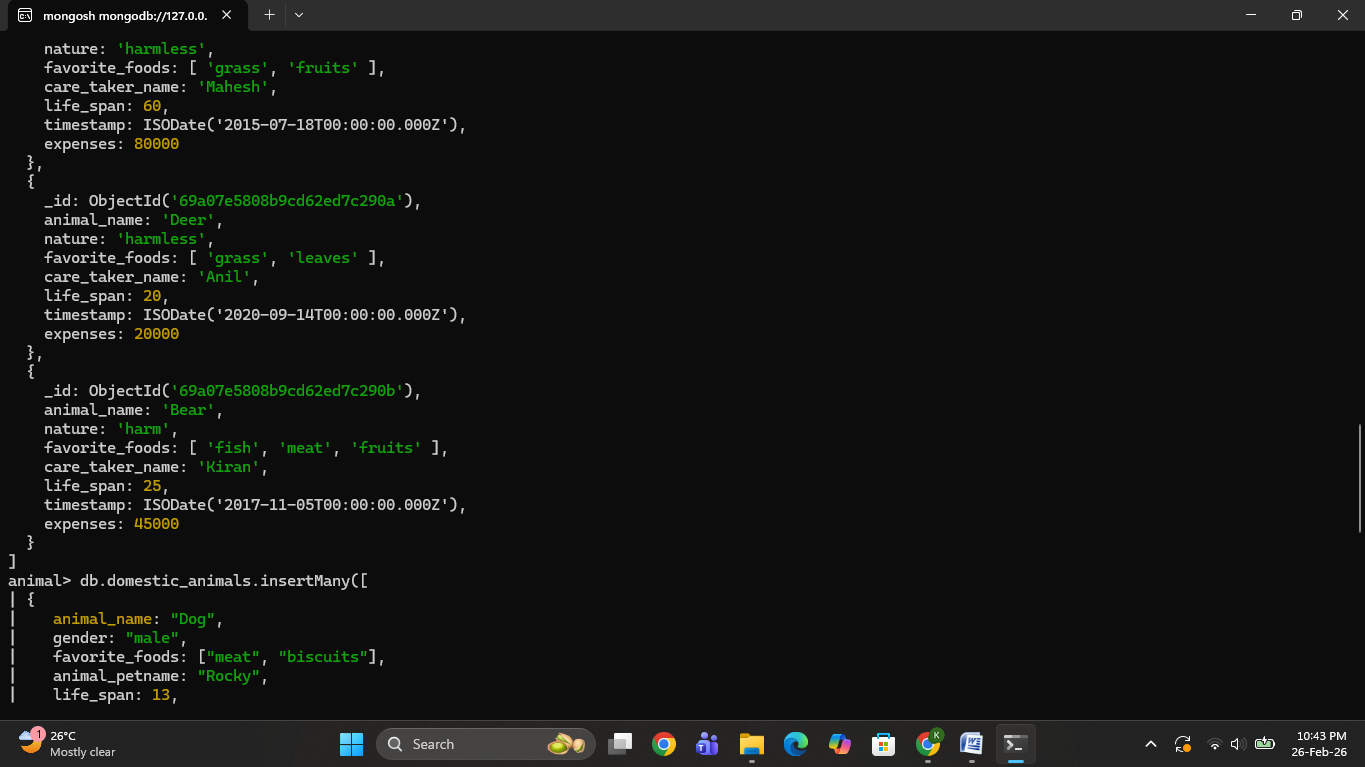 mongosh mongodb://127.0.0.
nature: 'harmless',
favorite_foods: [ 'grass', 'fruits' ],
care_taker_name: 'Mahesh',
life_span: 60,
timestamp: ISODate('2015-07-18T00:00:00.000Z'),
expenses: 80000
},
{
_id: ObjectId('69a07e5808b9cd62ed7c290a'),
animal_name: 'Deer',
nature: 'harmless',
favorite_foods: [ 'grass', 'leaves' ],
care_taker_name: 'Anil',
life_span: 20,
timestamp: ISODate('2020-09-14T00:00:00.000Z'),
expenses: 20000
},
{
_id: ObjectId('69a07e5808b9cd62ed7c290b'),
animal_name: 'Bear',
nature: 'harm',
favorite_foods: [ 'fish', 'meat', 'fruits' ],
care_taker_name: 'Kiran',
life_span: 25,
timestamp: ISODate('2017-11-05T00:00:00.000Z'),
expenses: 45000
}
]
animal> db.domestic_animals.insertMany([
| {
|    animal_name: "Dog",
|    gender: "male",
|    favorite_foods: ["meat", "biscuits"],
|    animal_petname: "Rocky",
|    life_span: 13,
1
26°C
Mostly clear
Search
K
10:43 PM
26-Feb-26